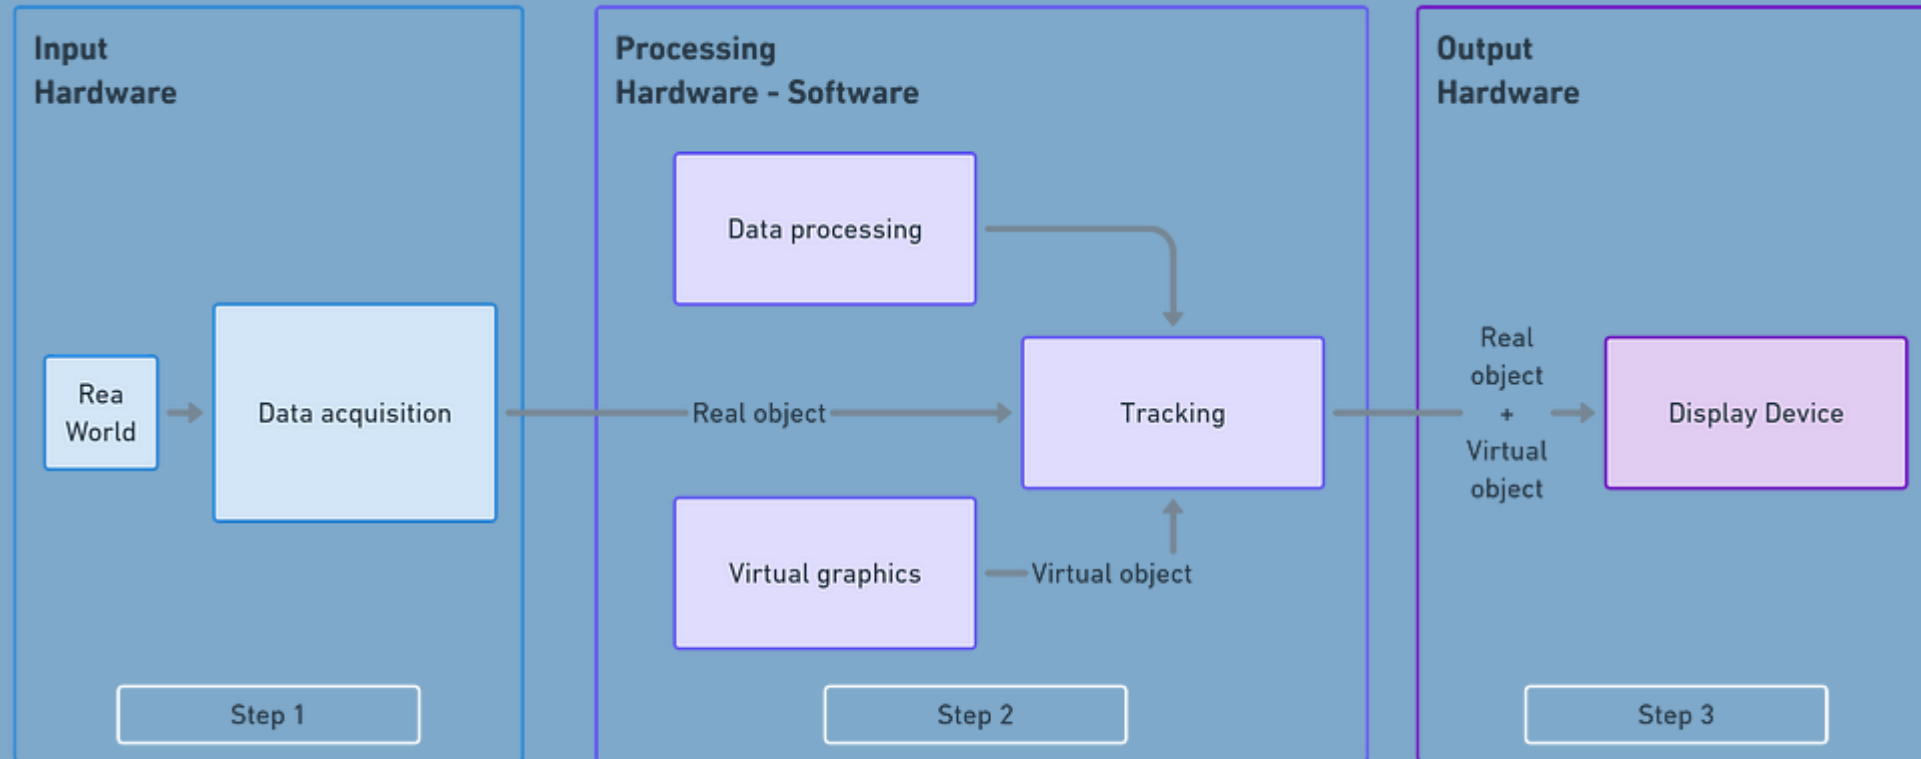 Input
Hardware
Rea
World
Data acquisition
Step 1
Processing
Hardware - Software
Data processing
Real object
Tracking
Virtual graphics
Virtual object
Step 2
Output
Hardware
Real
object
+
Virtual
object
Display Device
Step 3